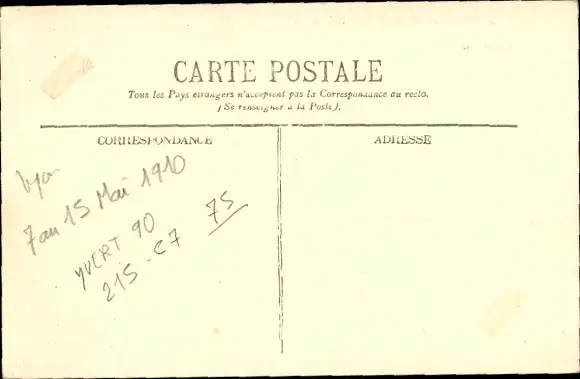 CARTE POSTALE
Tous les Pays etrangers n'acceptent pas la Correspondance au recto.
(Se renseigner à la Poste).
CORRESPONDANCE
ADRESSE
Lyon
7 au 15 Mai 1910
YVERT 90
215-C7
75